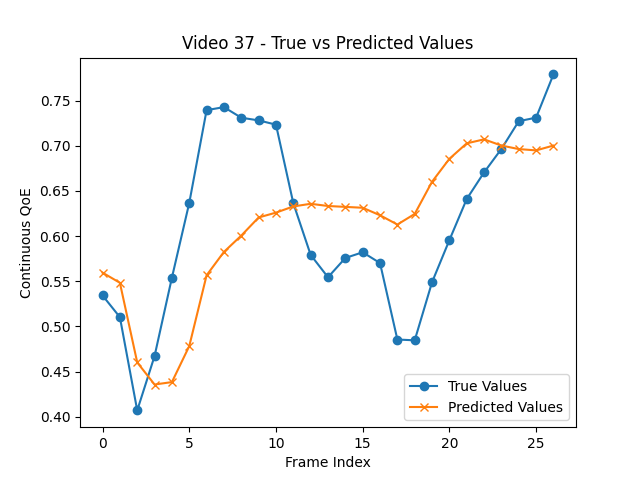 Video 37 - True vs Predicted Values
Continuous QoE
0.75
0.70
0.65
0.60
0.55
0.50
0.45
0.40
True Values
Predicted Values
0 5 10 15 20 25
Frame Index